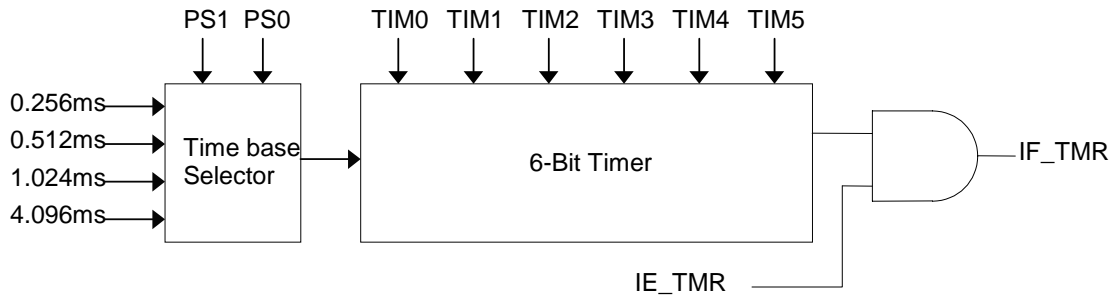 PS1 PS0 TIM0 TIM1 TIM2 TIM3 TIM4 TIM5
0.256ms
0.512ms
1.024ms
4.096ms
Time base
Selector
6-Bit Timer
IF_TMR
IE_TMR